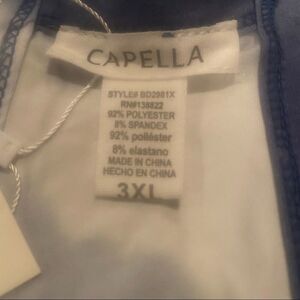 CAPELLA
STYLE# BD2981X
RN#138822
92% POLYESTER
8% SPANDEX
92% poliéster
8% elastano
MADE IN CHINA
HECHO EN CHINA
3XL